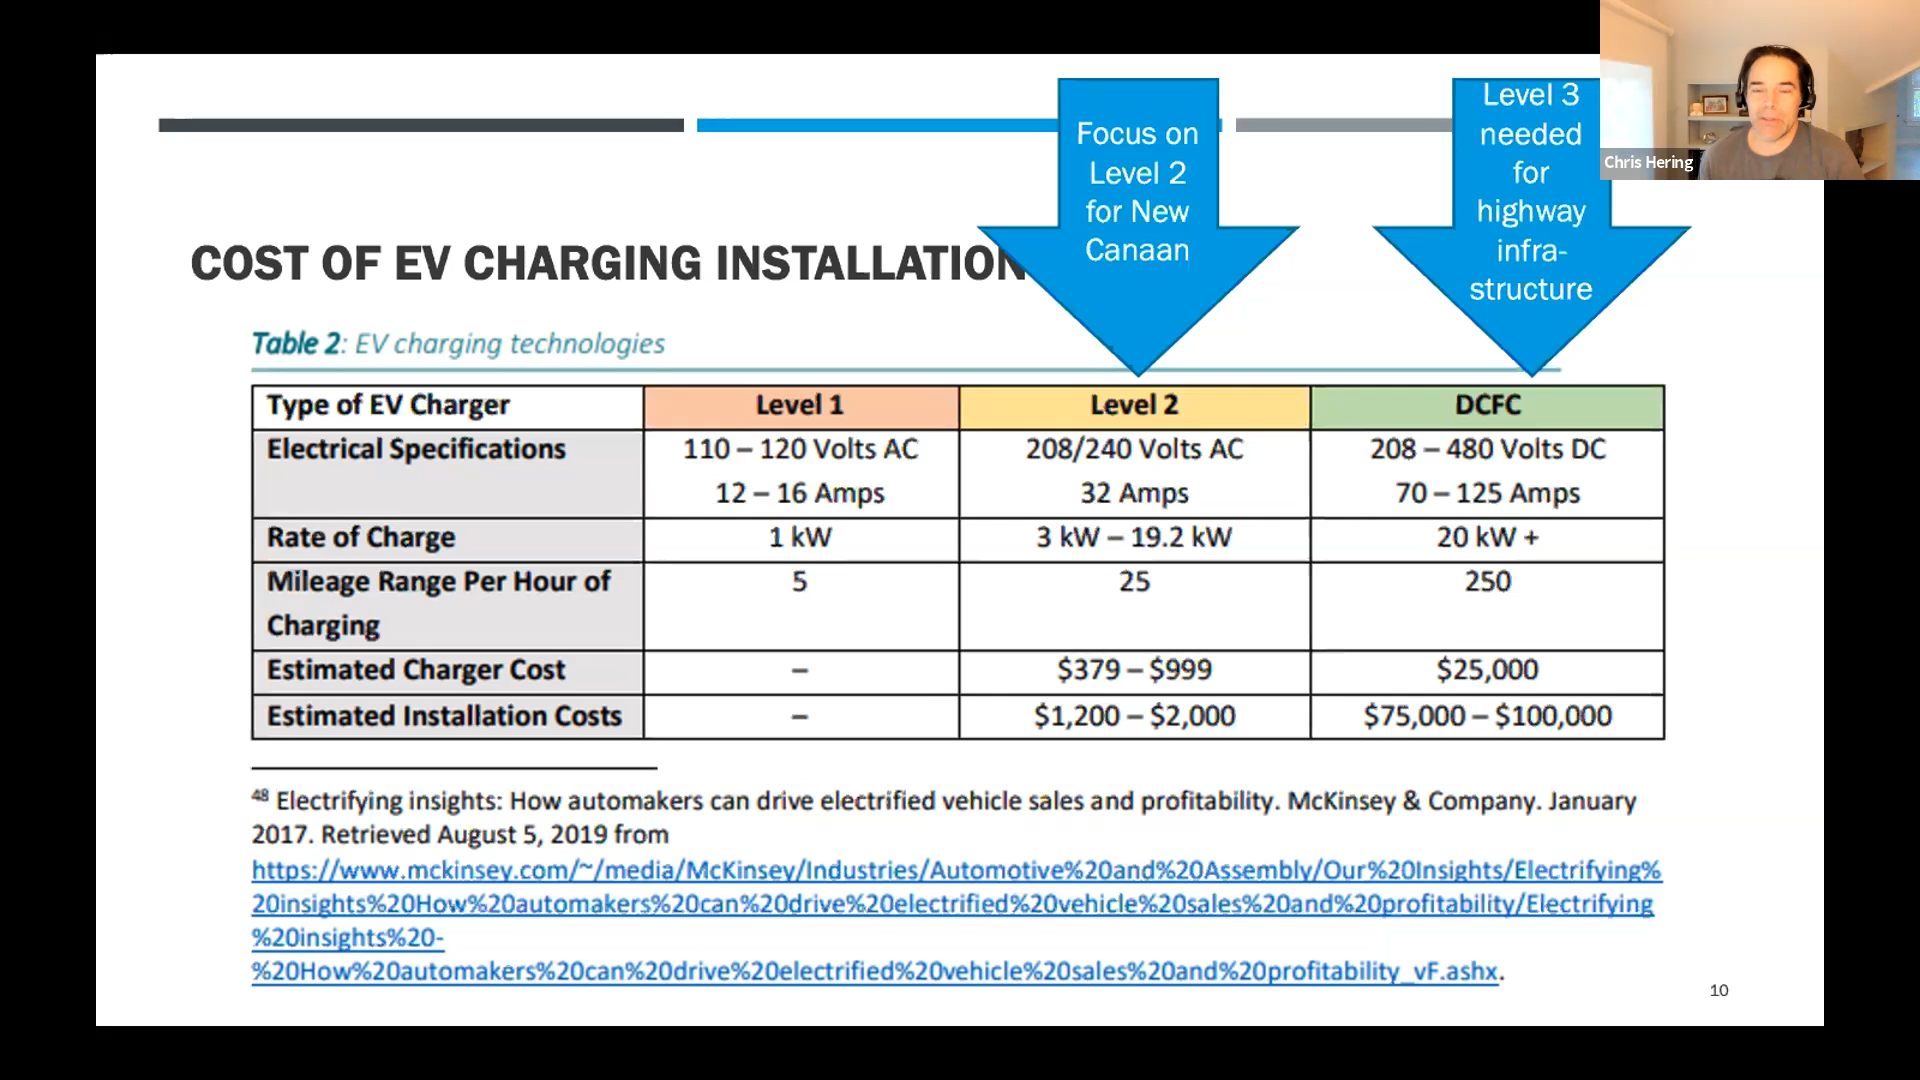 Focus on
Level 2
for New
Canaan
Level 3
needed
for
highway
infra-
structure
Chris Hering
COST OF EV CHARGING INSTALLATION
Table 2: EV charging technologies
Type of EV Charger Level 1 Level 2 DCFC
Electrical Specifications 110 – 120 Volts AC 208/240 Volts AC 208 – 480 Volts DC
12 – 16 Amps 32 Amps 70 – 125 Amps
Rate of Charge 1 kW 3 kW – 19.2 kW 20 kW +
Mileage Range Per Hour of 5 25 250
Charging
Estimated Charger Cost – $379 – $999 $25,000
Estimated Installation Costs – $1,200 – $2,000 $75,000 – $100,000
48 Electrifying insights: How automakers can drive electrified vehicle sales and profitability. McKinsey & Company. January
2017. Retrieved August 5, 2019 from
https://www.mckinsey.com/~/media/McKinsey/Industries/Automotive%20and%20Assembly/Our%20Insights/Electrifying%
20insights%20How%20automakers%20can%20drive%20electrified%20vehicle%20sales%20and%20profitability/Electrifying
%20insights%20-
%20How%20automakers%20can%20drive%20electrified%20vehicle%20sales%20and%20profitability_vF.ashx.
10